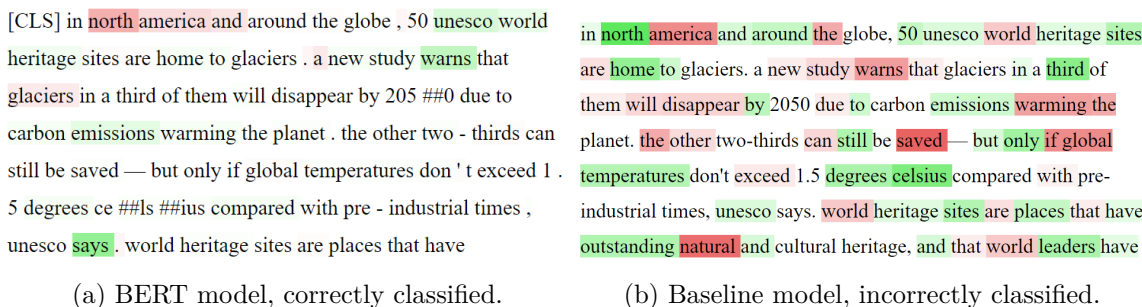 [CLS] in north america and around the globe , 50 unesco world
heritage sites are home to glaciers . a new study warns that
glaciers in a third of them will disappear by 205 ##0 due to
carbon emissions warming the planet . the other two - thirds can
still be saved — but only if global temperatures don ' t exceed 1 .
5 degrees ce ##ls ##ius compared with pre - industrial times ,
unesco says . world heritage sites are places that have
(a) BERT model, correctly classified.
in north america and around the globe, 50 unesco world heritage sites
are home to glaciers. a new study warns that glaciers in a third of
them will disappear by 2050 due to carbon emissions warming the
planet. the other two-thirds can still be saved — but only if global
temperatures don't exceed 1.5 degrees celsius compared with pre-
industrial times, unesco says. world heritage sites are places that have
outstanding natural and cultural heritage, and that world leaders have
(b) Baseline model, incorrectly classified.